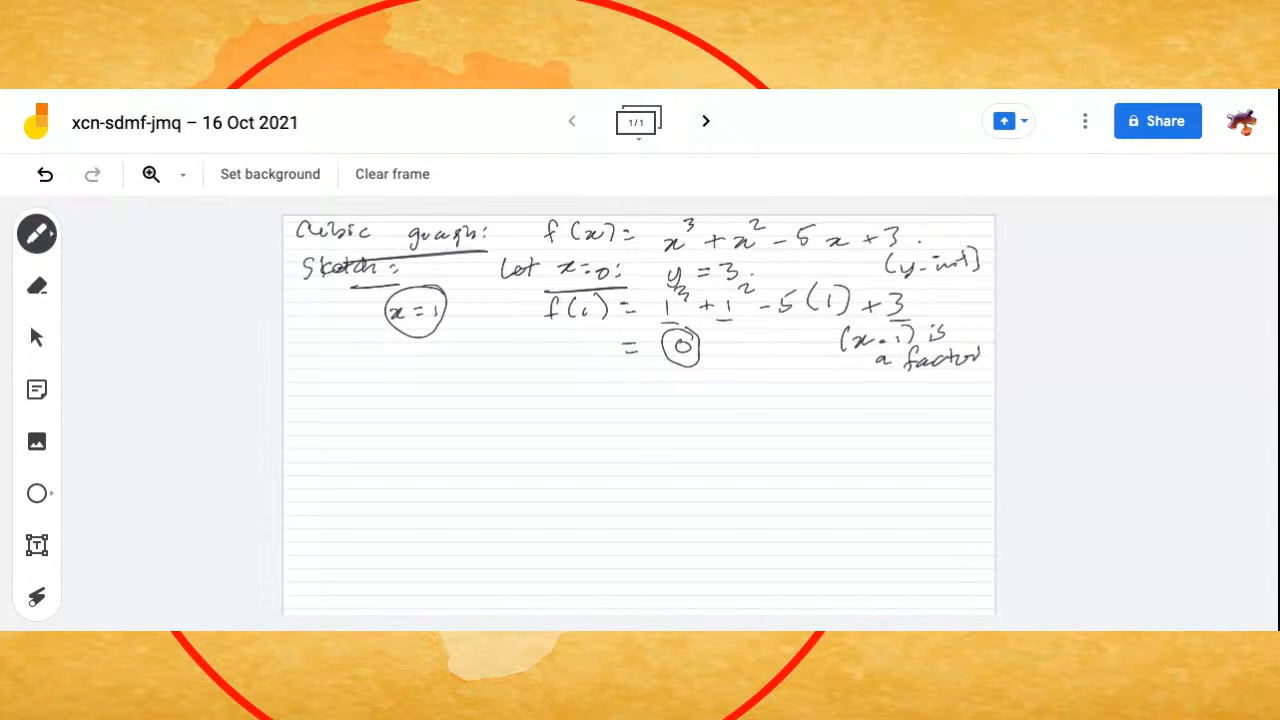 xcn-sdmf-jmq – 16 Oct 2021
1/1
Share
Set background
Clear frame
Cubic graph: f(x) = x³ + x² - 5x + 3.
Sketch: Let x=0: y = 3. (y-int)
x = 1 f(1) = 1³ + 1² - 5(1) + 3
= 0 (x-1) is
a factor